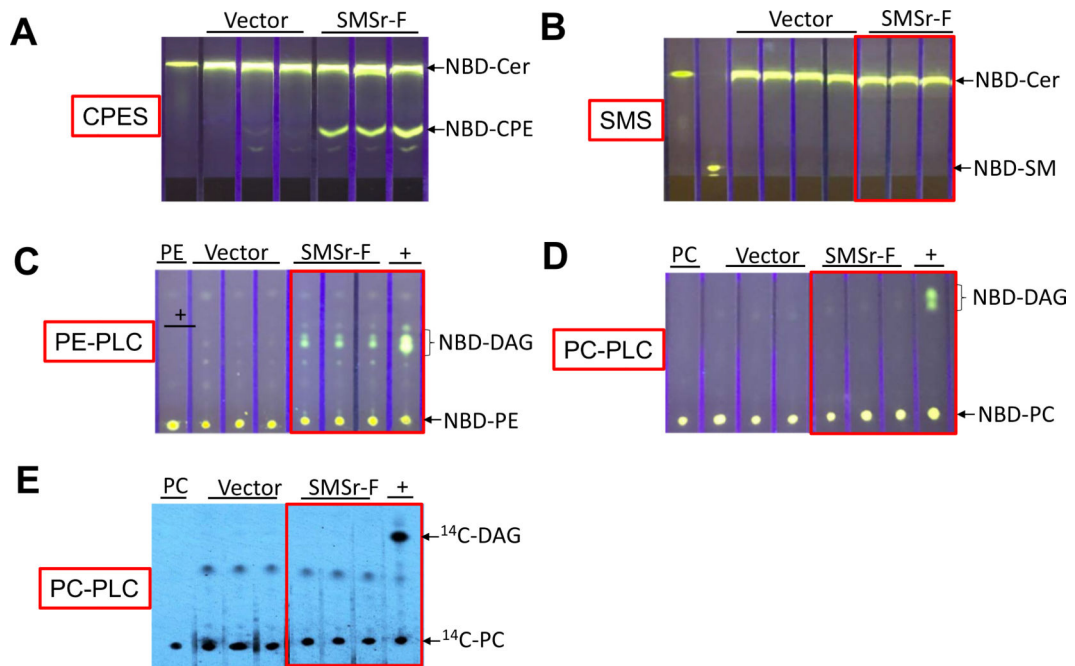 A
Vector SMSr-F
CPES
NBD-Cer
NBD-CPE
B
Vector SMSr-F
SMS
NBD-Cer
NBD-SM
C
PE Vector SMSr-F +
+
PE-PLC
NBD-DAG
NBD-PE
D
PC Vector SMSr-F +
PC-PLC
NBD-DAG
NBD-PC
E
PC Vector SMSr-F +
PC-PLC
¹⁴C-DAG
¹⁴C-PC